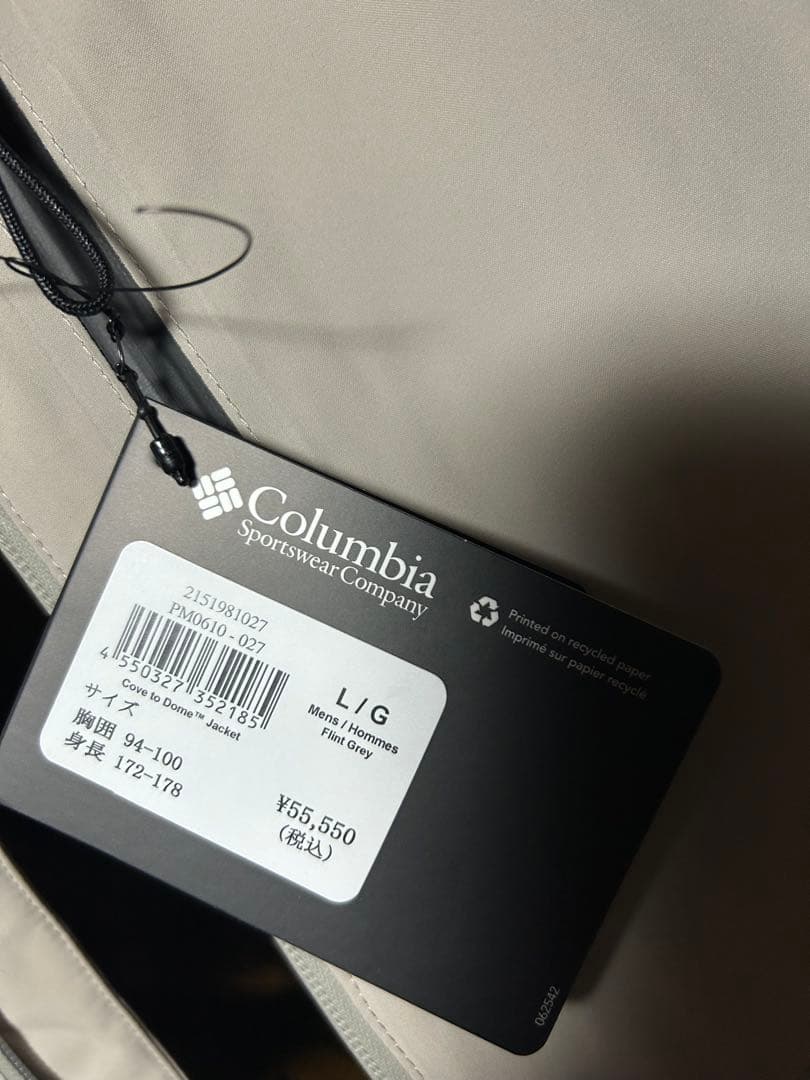 Columbia
Sportswear Company
Printed on recycled paper
Imprimé sur papier recyclé
2151981027
PM0610 - 027
4 550327 352185
Cove to Dome™ Jacket
サイズ
胸囲 94-100
身長 172-178
L / G
Mens / Hommes
Flint Grey
¥55,550
(税込)
062542